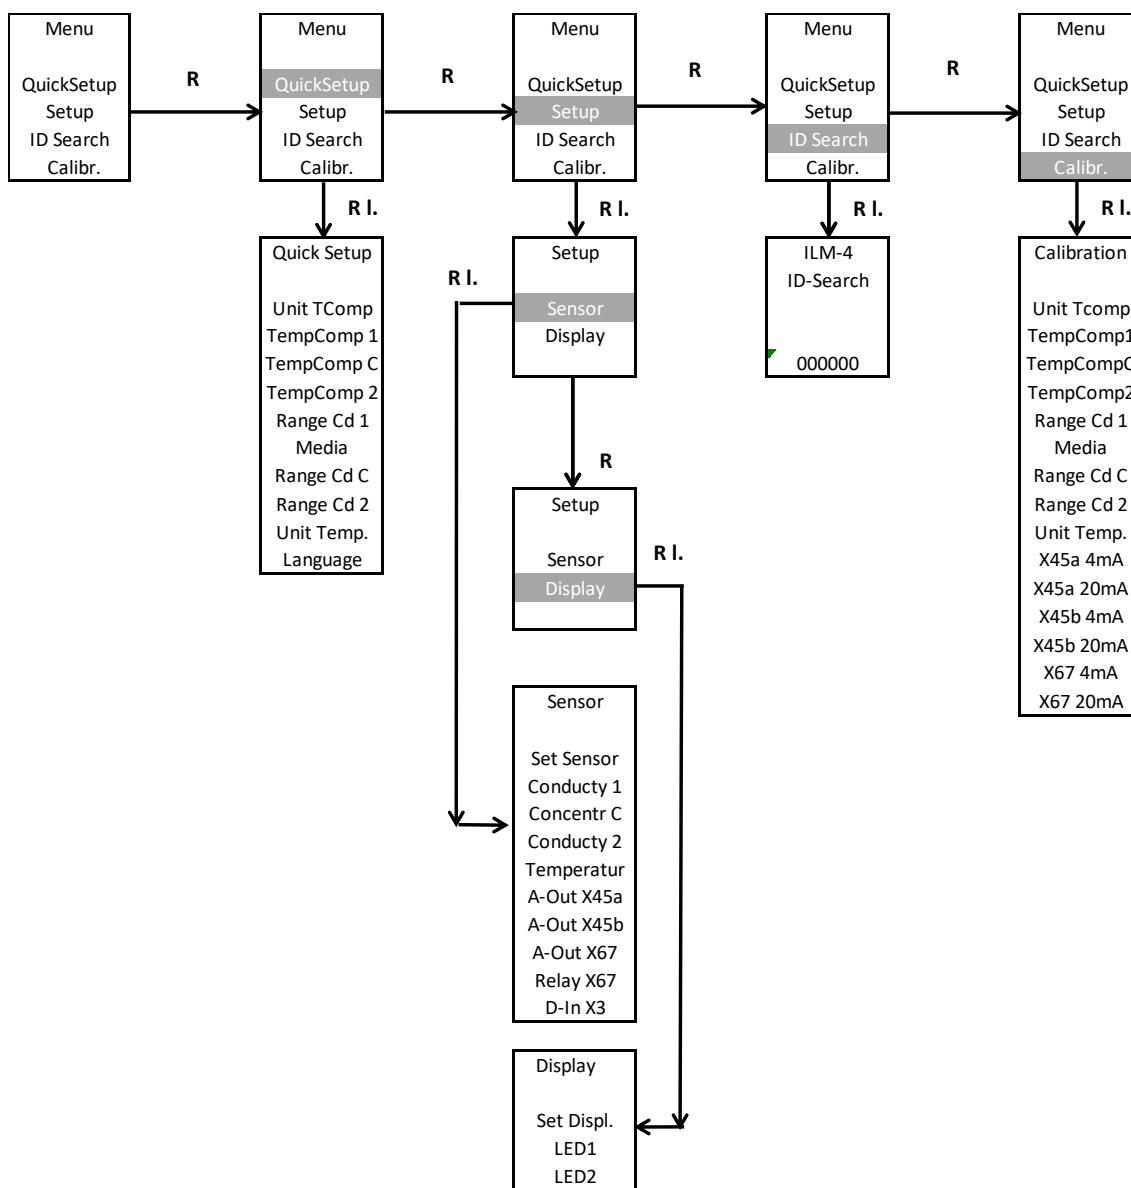 Menu
QuickSetup
Setup
ID Search
Calibr.
R
Menu
QuickSetup
Setup
ID Search
Calibr.
R
Menu
QuickSetup
Setup
ID Search
Calibr.
R
Menu
QuickSetup
Setup
ID Search
Calibr.
R
Menu
QuickSetup
Setup
ID Search
Calibr.
R l.
Quick Setup
Unit TComp
TempComp 1
TempComp C
TempComp 2
Range Cd 1
Media
Range Cd C
Range Cd 2
Unit Temp.
Language
R l.
Setup
Sensor
Display
R l.
R
Setup
Sensor
Display
R l.
Sensor
Set Sensor
Conducty 1
Concentr C
Conducty 2
Temperatur
A-Out X45a
A-Out X45b
A-Out X67
Relay X67
D-In X3
Display
Set Displ.
LED1
LED2
R l.
ILM-4
ID-Search
000000
R l.
Calibration
Unit Tcomp
TempComp1
TempCompC
TempComp2
Range Cd 1
Media
Range Cd C
Range Cd 2
Unit Temp.
X45a 4mA
X45a 20mA
X45b 4mA
X45b 20mA
X67 4mA
X67 20mA